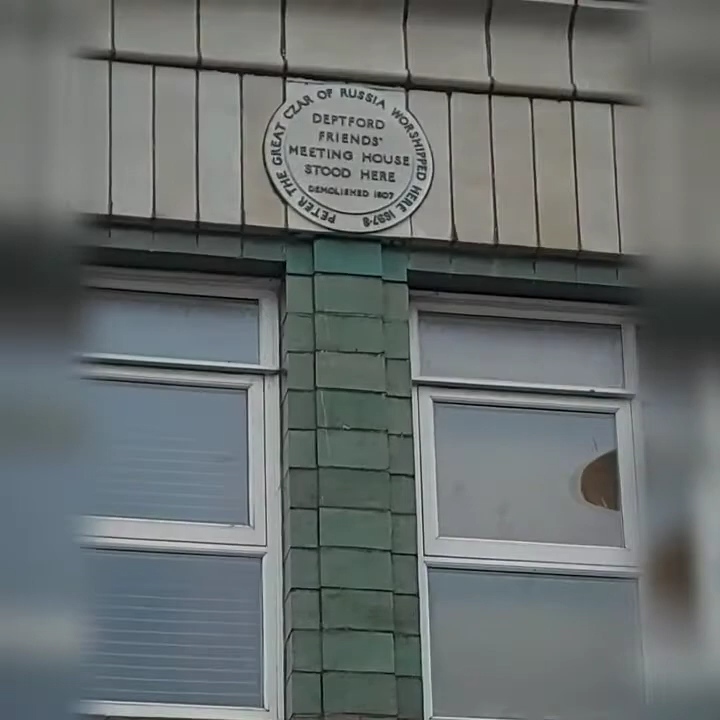 PETER THE GREAT CZAR OF RUSSIA WORSHIPPED HERE 1697-8
DEPTFORD
FRIENDS'
MEETING HOUSE
STOOD HERE
DEMOLISHED 1907